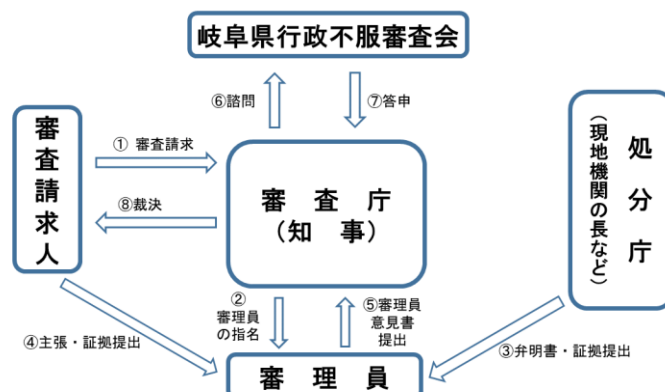 岐阜県行政不服審査会
⑥諮問
⑦答申
審査請求人
① 審査請求
⑧裁決
審　査　庁
（知　事）
処　分　庁
（現地機関の長など）
②
審理員
の指名
⑤審理員
意見書
提出
④主張・証拠提出
③弁明書・証拠提出
審　理　員